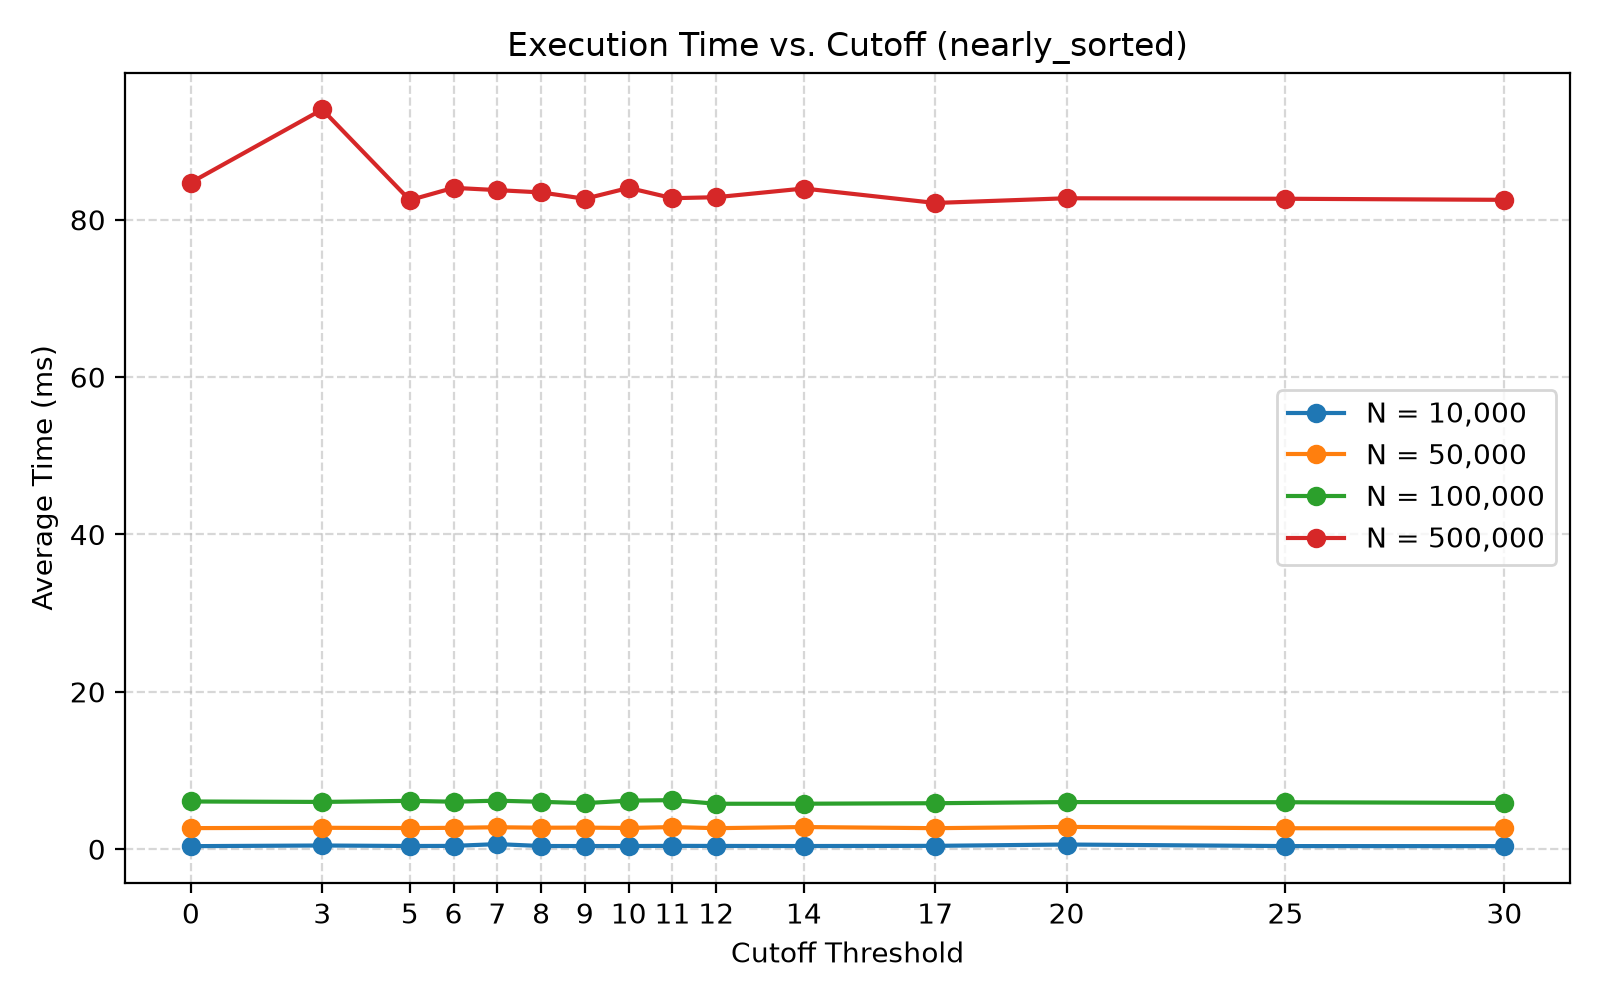 Execution Time vs. Cutoff (nearly_sorted)
Average Time (ms)
80
60
40
20
0
N = 10,000
N = 50,000
N = 100,000
N = 500,000
0 3 5 6 7 8 9 10 11 12 14 17 20 25 30
Cutoff Threshold